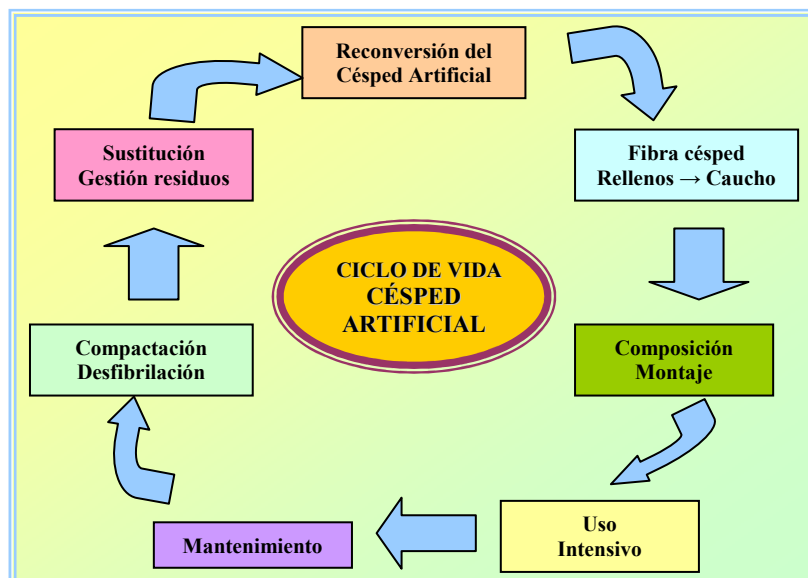 Reconversión del
Césped Artificial
Fibra césped
Rellenos → Caucho
Composición
Montaje
Uso
Intensivo
Mantenimiento
Compactación
Desfibrilación
Sustitución
Gestión residuos
CICLO DE VIDA
CÉSPED
ARTIFICIAL